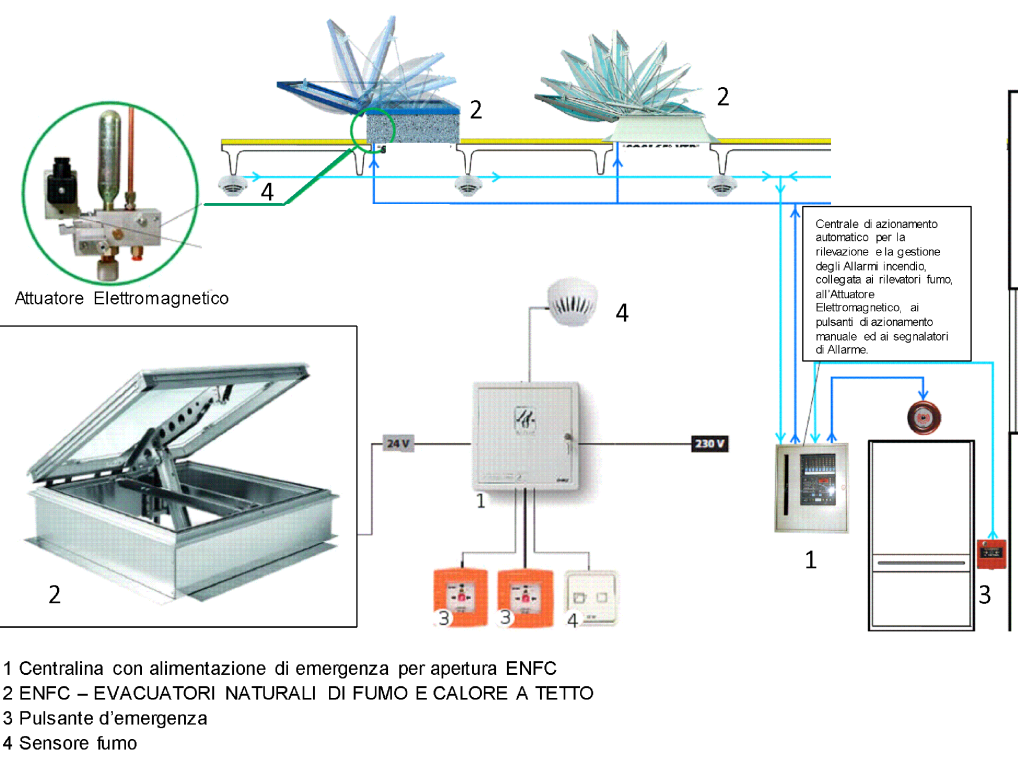 2
2
4
Attuatore Elettromagnetico
Centrale di azionamento
automatico per la
rilevazione e la gestione
degli Allarmi incendio,
collegata ai rilevatori fumo,
all'Attuatore
Elettromagnetico, ai
pulsanti di azionamento
manuale ed ai segnalatori
di Allarme.
4
24 V
230 V
1
1
2
3
3
4
3
1 Centralina con alimentazione di emergenza per apertura ENFC
2 ENFC – EVACUATORI NATURALI DI FUMO E CALORE A TETTO
3 Pulsante d'emergenza
4 Sensore fumo